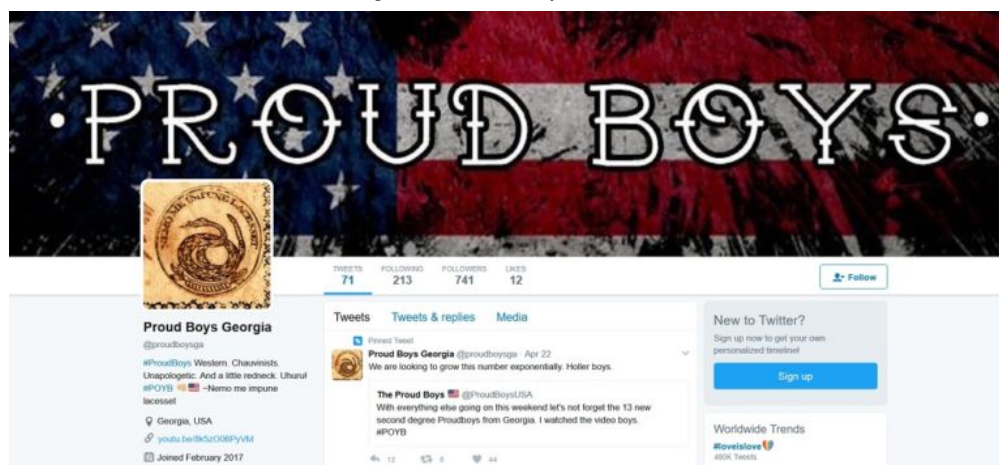 PROUD BOYS
NEMO ME IMPUNE LACESSIT
TWEETS FOLLOWING FOLLOWERS LIKES
71 213 741 12
Follow
Proud Boys Georgia
@proudboysga
#ProudBoys Western. Chauvinists.
Unapologetic. And a little redneck. Uhuru!
#POYB ~Nemo me impune
lacesset
Georgia, USA
youtu.be/
Joined February 2017
Tweets Tweets & replies Media
Pinned Tweet
Proud Boys Georgia @proudboysga · Apr 22
We are looking to grow this number exponentially. Holler boys.
The Proud Boys @ProudBoysUSA
With everything else going on this weekend let's not forget the 13 new
second degree Proudboys from Georgia. I watched the video boys.
#POYB
12 5 44
New to Twitter?
Sign up now to get your own
personalized timeline!
Sign up
Worldwide Trends
#loveislove
480K Tweets